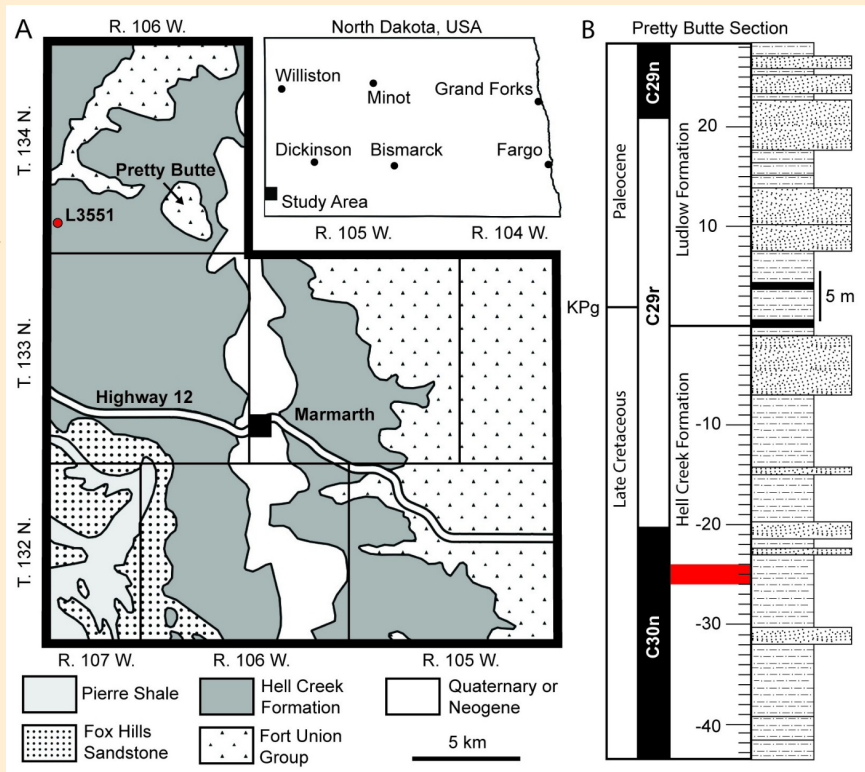 A
R. 106 W.
North Dakota, USA
Williston
Minot
Grand Forks
Dickinson
Bismarck
Fargo
Study Area
R. 105 W.
R. 104 W.
T. 134 N.
Pretty Butte
L3551
T. 133 N.
Highway 12
Marmarth
T. 132 N.
R. 107 W.
R. 106 W.
R. 105 W.
Pierre Shale
Hell Creek
Formation
Quaternary or
Neogene
Fox Hills
Sandstone
Fort Union
Group
5 km
B
Pretty Butte Section
Paleocene
Late Cretaceous
KPg
C29n
C29r
C30n
Ludlow Formation
Hell Creek Formation
20
10
-10
-20
-30
-40
5 m